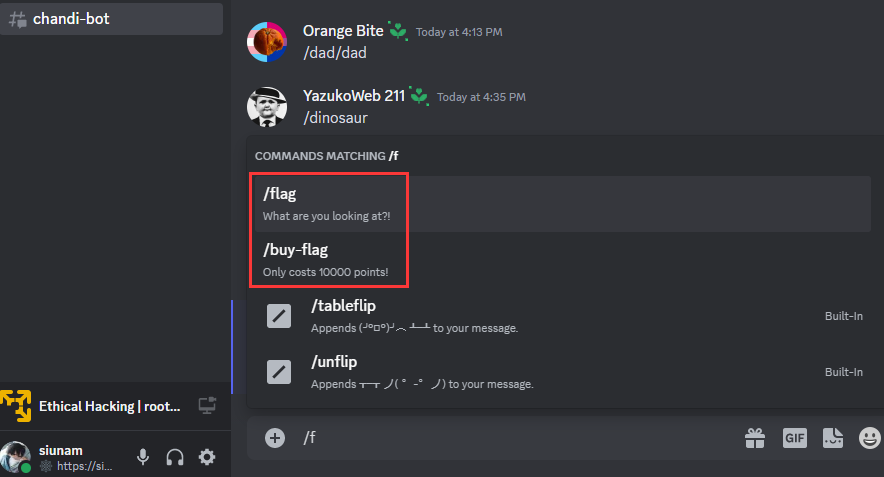 chandi-bot
Orange Bite Today at 4:13 PM
/dad/dad
YazukoWeb 211 Today at 4:35 PM
/dinosaur
COMMANDS MATCHING /f
/flag
What are you looking at?!
/buy-flag
Only costs 10000 points!
/tableflip
Appends (╯°□°)╯︵ ┻━┻ to your message.
Built-In
/unflip
Appends ┬─┬ ノ( ゜-゜ノ) to your message.
Built-In
Ethical Hacking | root...
siunam
https://si...
/f
GIF